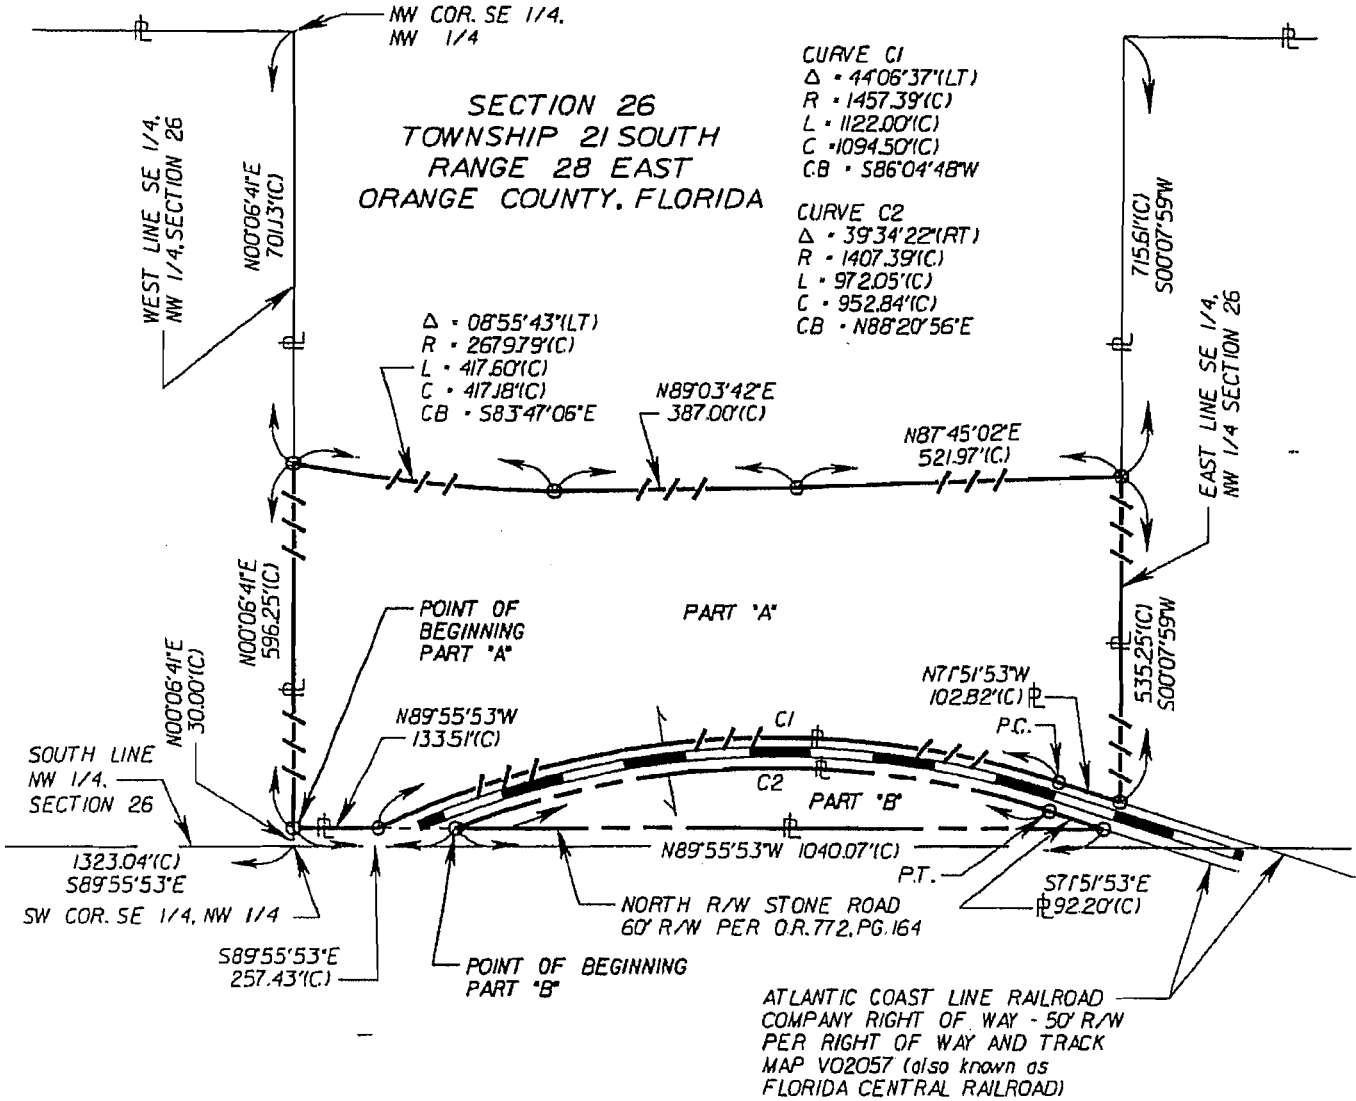 NW COR. SE 1/4,
NW 1/4
SECTION 26
TOWNSHIP 21 SOUTH
RANGE 28 EAST
ORANGE COUNTY, FLORIDA
CURVE C1
Δ = 44°06'37"(LT)
R = 1457.39'(C)
L = 1122.00'(C)
C =1094.50'(C)
CB = S86°04'48"W
CURVE C2
Δ = 39°34'22"(RT)
R = 1407.39'(C)
L = 972.05'(C)
C = 952.84'(C)
CB = N88°20'56"E
WEST LINE SE 1/4,
NW 1/4, SECTION 26
N00°06'41"E
701.13'(C)
715.61'(C)
S00°07'59"W
EAST LINE SE 1/4,
NW 1/4 SECTION 26
Δ = 08°55'43"(LT)
R = 2679.79'(C)
L = 417.60'(C)
C = 417.18'(C)
CB = S83°47'06"E
N89°03'42"E
387.00'(C)
N87°45'02"E
521.97'(C)
N00°06'41"E
596.25'(C)
POINT OF
BEGINNING
PART "A"
PART "A"
535.25'(C)
S00°07'59"W
N71°51'53"W
102.82'(C) PL
P.C.
N00°06'41"E
30.00'(C)
N89°55'53"W
133.51'(C)
C1
C2
PART "B"
SOUTH LINE
NW 1/4,
SECTION 26
1323.04'(C)
S89°55'53"E
SW COR. SE 1/4, NW 1/4
N89°55'53"W 1040.07'(C)
P.T.
S71°51'53"E
PL 92.20'(C)
NORTH R/W STONE ROAD
60' R/W PER O.R. 772, PG. 164
S89°55'53"E
257.43'(C)
POINT OF BEGINNING
PART "B"
ATLANTIC COAST LINE RAILROAD
COMPANY RIGHT OF WAY - 50' R/W
PER RIGHT OF WAY AND TRACK
MAP V02057 (also known as
FLORIDA CENTRAL RAILROAD)